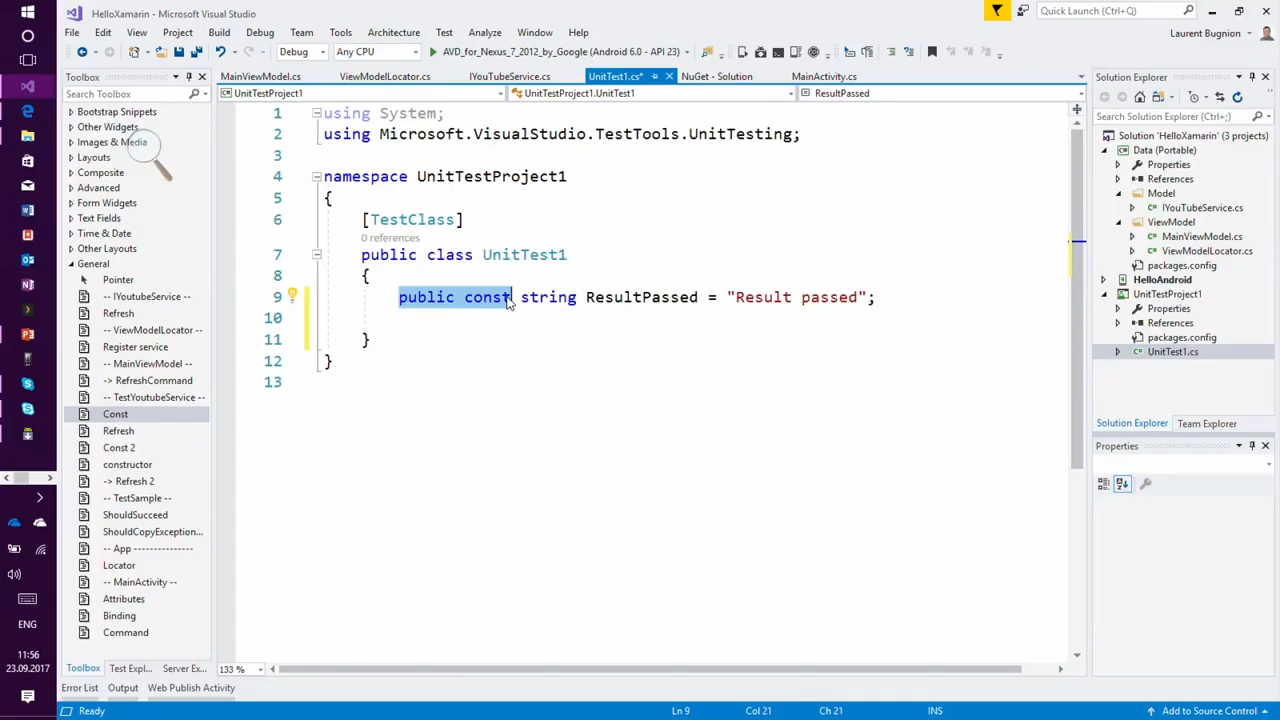 HelloXamarin - Microsoft Visual Studio
Quick Launch (Ctrl+Q)
File Edit View Project Build Debug Team Tools Architecture Test Analyze Window Help
Laurent Bugnion
Debug Any CPU AVD_for_Nexus_7_2012_by_Google (Android 6.0 - API 23)
Toolbox
Search Toolbox
Bootstrap Snippets
Other Widgets
Images & Media
Layouts
Composite
Advanced
Form Widgets
Text Fields
Time & Date
Other Layouts
General
Pointer
-- IYoutubeService ---
Refresh
-- ViewModelLocator --
Register service
-- MainViewModel --
-> RefreshCommand
-- TestYoutubeService --
Const
Refresh
Const 2
constructor
-> Refresh 2
-- TestSample --
ShouldSucceed
ShouldCopyException...
-- App ---------------
Locator
-- MainActivity --
Attributes
Binding
Command
Toolbox Test Expl... Server Ex...
MainViewModel.cs ViewModelLocator.cs IYouTubeService.cs UnitTest1.cs* NuGet - Solution MainActivity.cs
UnitTestProject1 UnitTestProject1.UnitTest1 ResultPassed
1 using System;
2 using Microsoft.VisualStudio.TestTools.UnitTesting;
3
4 namespace UnitTestProject1
5 {
6 [TestClass]
0 references
7 public class UnitTest1
8 {
9 public const string ResultPassed = "Result passed";
10
11 }
12 }
13
133 %
Solution Explorer
Search Solution Explorer (Ctrl+;)
Solution 'HelloXamarin' (3 projects)
Data (Portable)
Properties
References
Model
IYouTubeService.cs
ViewModel
MainViewModel.cs
ViewModelLocator.cs
packages.config
HelloAndroid
UnitTestProject1
Properties
References
packages.config
UnitTest1.cs
Solution Explorer Team Explorer
Properties
ENG
11:56
23.09.2017
Error List Output Web Publish Activity
Ready Ln 9 Col 21 Ch 21 INS Add to Source Control